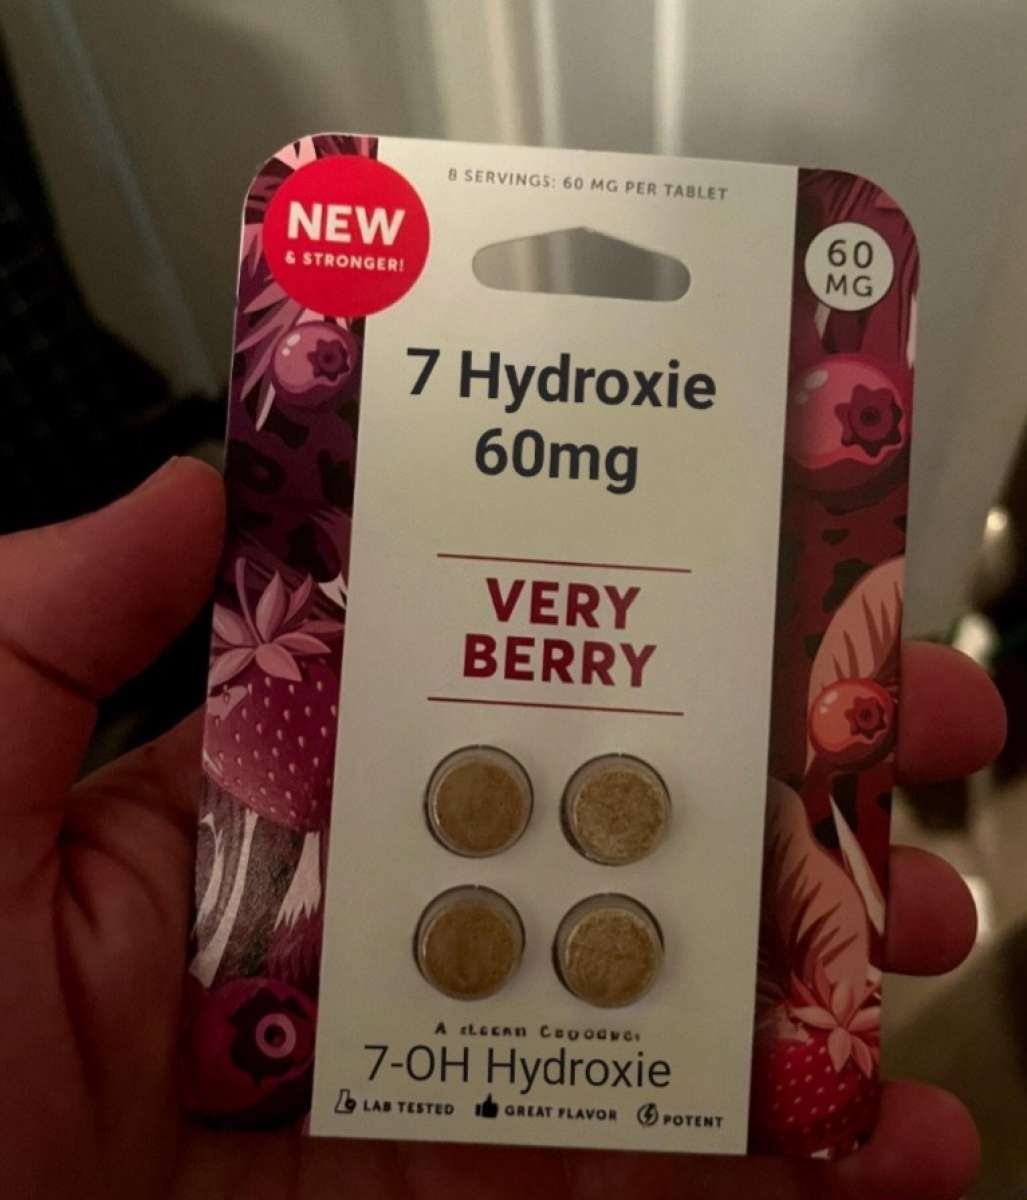 8 SERVINGS: 60 MG PER TABLET
NEW
& STRONGER!
60
MG
7 Hydroxie
60mg
VERY
BERRY
A
7-OH Hydroxie
LAB TESTED GREAT FLAVOR POTENT